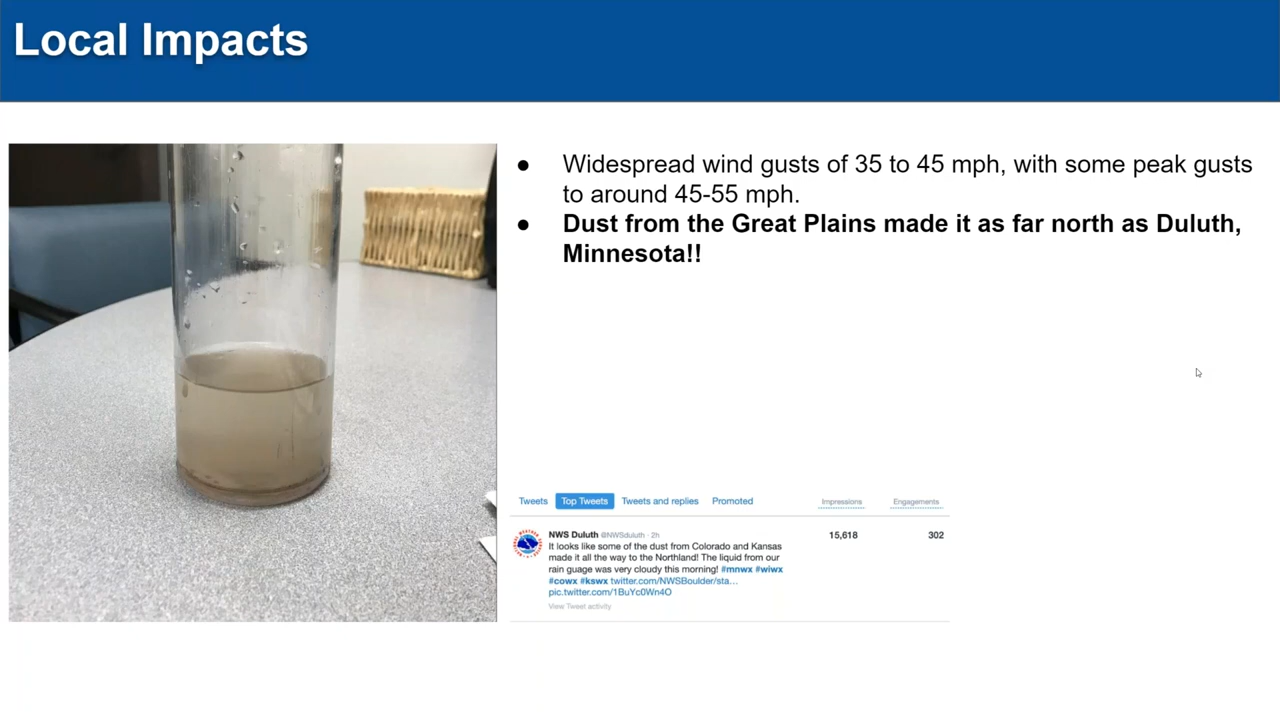 Local Impacts
● Widespread wind gusts of 35 to 45 mph, with some peak gusts
to around 45-55 mph.
● Dust from the Great Plains made it as far north as Duluth,
Minnesota!!
Tweets Top Tweets Tweets and replies Promoted Impressions Engagements
NWS Duluth @NWSduluth · 2h 15,618 302
It looks like some of the dust from Colorado and Kansas
made it all the way to the Northland! The liquid from our
rain guage was very cloudy this morning! #mnwx #wiwx
#cowx #kswx twitter.com/NWSBoulder/sta…
pic.twitter.com/1BuYc0Wn4O
View Tweet activity